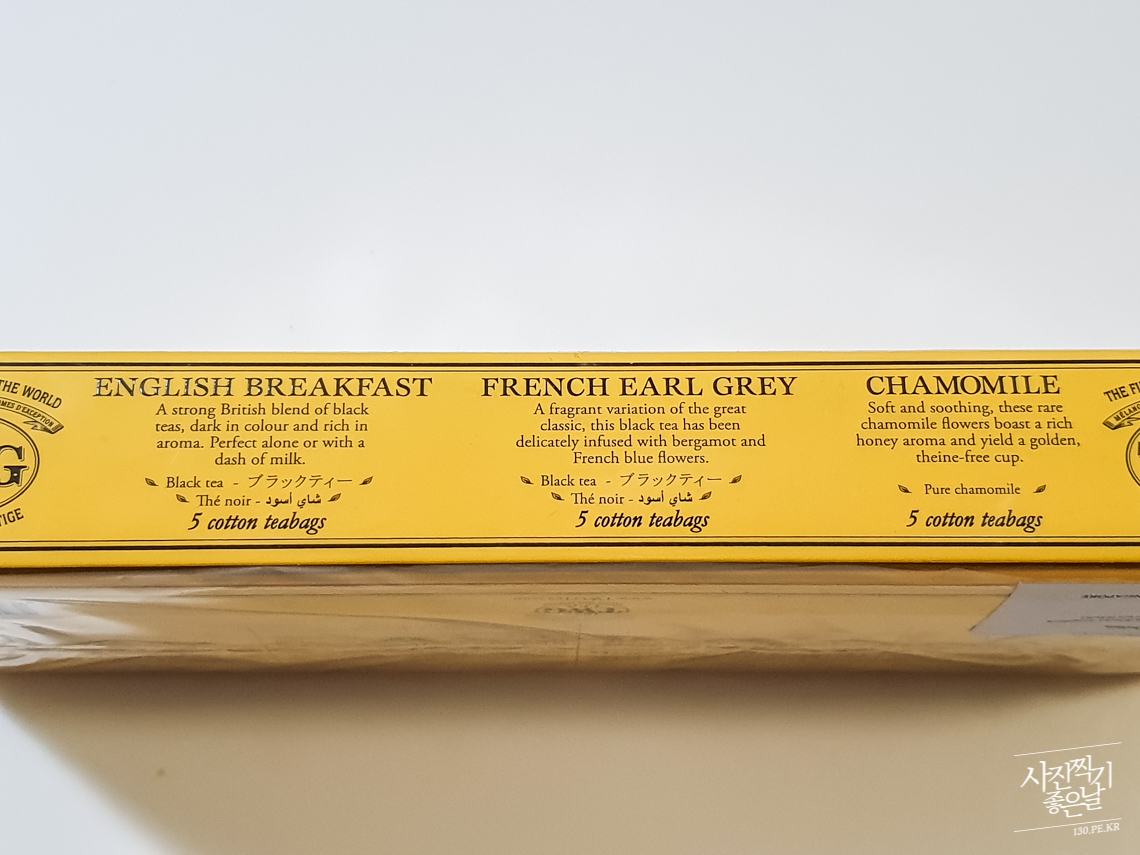 THE WORLD
G
TIGE
ENGLISH BREAKFAST
A strong British blend of black
teas, dark in colour and rich in
aroma. Perfect alone or with a
dash of milk.
Black tea - ブラックティー
Thé noir - شاي أسود
5 cotton teabags
FRENCH EARL GREY
A fragrant variation of the great
classic, this black tea has been
delicately infused with bergamot and
French blue flowers.
Black tea - ブラックティー
Thé noir - شاي أسود
5 cotton teabags
CHAMOMILE
Soft and soothing, these rare
chamomile flowers boast a rich
honey aroma and yield a golden,
theine-free cup.
Pure chamomile
5 cotton teabags
THE FI
TWG
사진찍기
좋은날
130.PE.KR